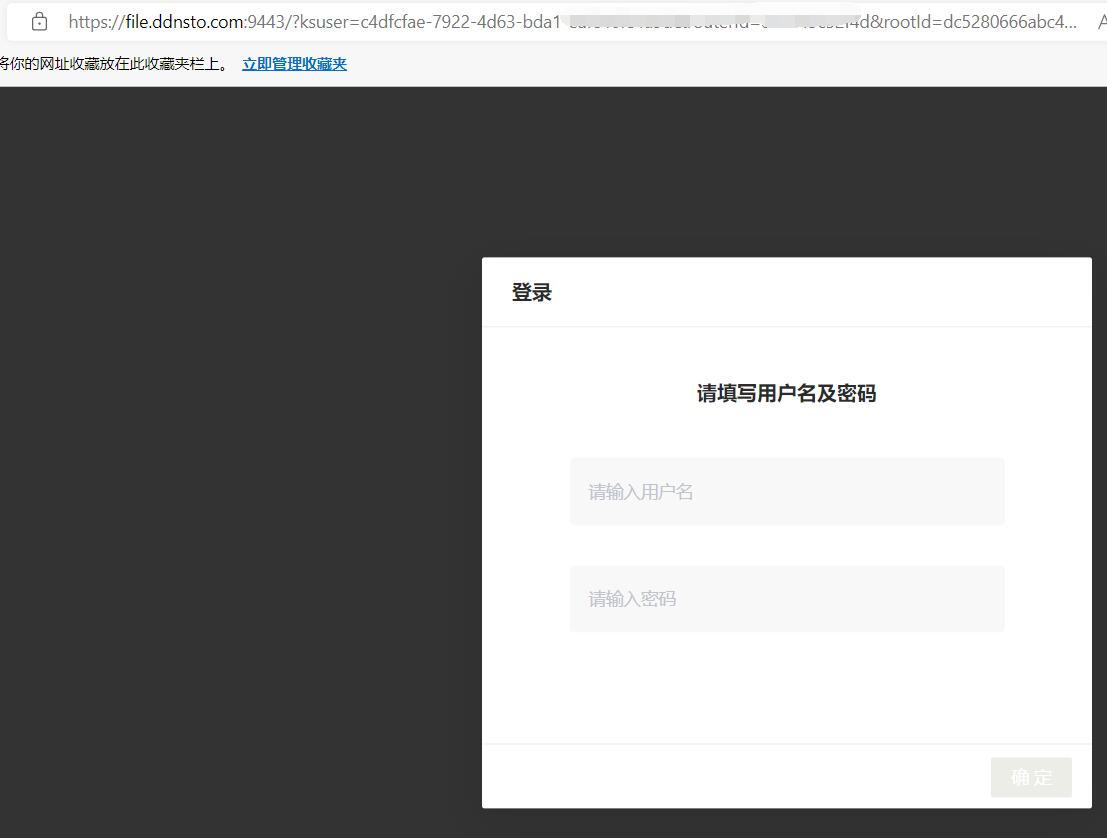 https://file.ddnsto.com:9443/?ksuser=c4dfcfae-7922-4d63-bda1 d&rootId=dc5280666abc4...
将你的网址收藏放在此收藏夹栏上。 立即管理收藏夹
登录
请填写用户名及密码
请输入用户名
请输入密码
确定